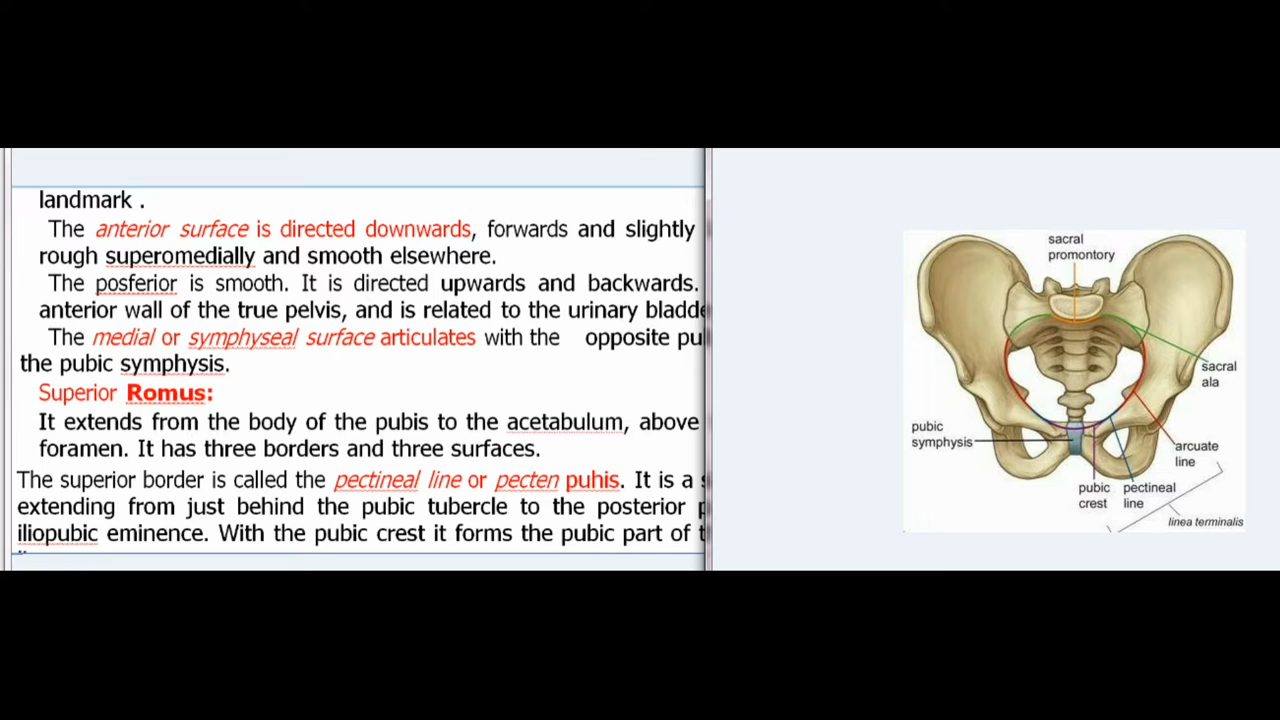 landmark .
The anterior surface is directed downwards, forwards and slightly
rough superomedially and smooth elsewhere.
The posferior is smooth. It is directed upwards and backwards.
anterior wall of the true pelvis, and is related to the urinary
The medial or symphyseal surface articulates with the opposite
the pubic symphysis.
Superior Romus:
It extends from the body of the pubis to the acetabulum, above
foramen. It has three borders and three surfaces.
The superior border is called the pectineal line or pecten puhis. It is a
extending from just behind the pubic tubercle to the posterior
iliopubic eminence. With the pubic crest it forms the pubic part of
sacral
promontory
sacral
ala
pubic
symphysis
arcuate
line
pubic
crest
pectineal
line
linea terminalis